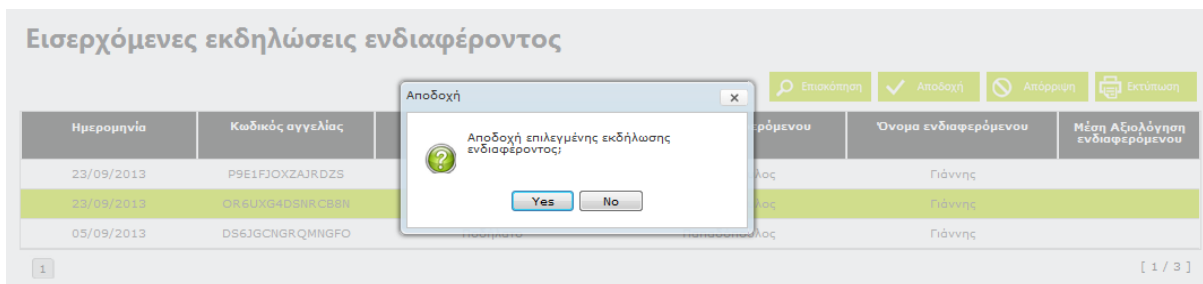 Εισερχόμενες εκδηλώσεις ενδιαφέροντος
Επισκόπηση Αποδοχή Απόρριψη Εκτύπωση
Αποδοχή
Ημερομηνία Κωδικός αγγελίας Όνομα ενδιαφερόμενου Μέση Αξιολόγηση
ενδιαφερόμενου
Αποδοχή επιλεγμένης εκδήλωσης
ενδιαφέροντος;
23/09/2013 P9E1FJOXZAJRDZS Γιάννης
Yes No
23/09/2013 OR6UXG4DSNRCB8N Γιάννης
05/09/2013 DS6JGCNGRQMNGFO Ποδήλατο Παπαδόπουλος Γιάννης
1 [ 1 / 3 ]